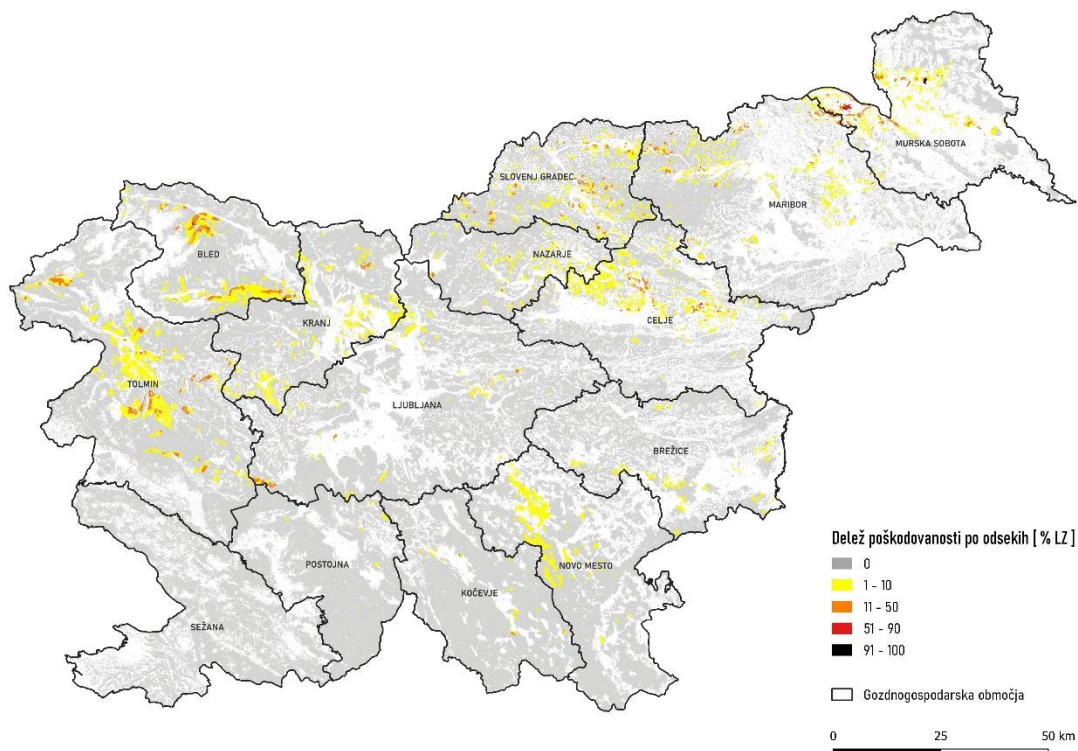 MURSKA SOBOTA
SLOVENJ GRADEC
MARIBOR
BLED
NAZARJE
KRANJ
CELJE
TOLMIN
LJUBLJANA
BREŽICE
POSTOJNA
NOVO MESTO
KOČEVJE
SEŽANA
Delež poškodovanosti po odsekih [ % LZ ]
0
1 - 10
11 - 50
51 - 90
91 - 100
Gozdnogospodarska območja
0 25 50 km